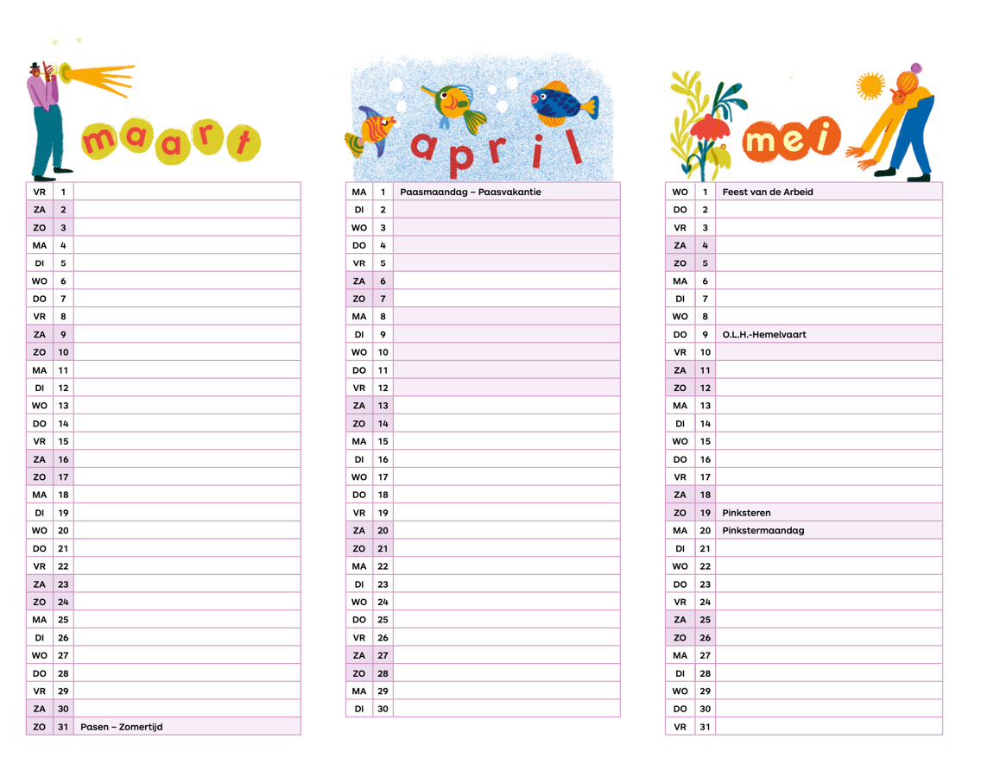 maart
VR 1
ZA 2
ZO 3
MA 4
DI 5
WO 6
DO 7
VR 8
ZA 9
ZO 10
MA 11
DI 12
WO 13
DO 14
VR 15
ZA 16
ZO 17
MA 18
DI 19
WO 20
DO 21
VR 22
ZA 23
ZO 24
MA 25
DI 26
WO 27
DO 28
VR 29
ZA 30
ZO 31 Pasen – Zomertijd
april
MA 1 Paasmaandag – Paasvakantie
DI 2
WO 3
DO 4
VR 5
ZA 6
ZO 7
MA 8
DI 9
WO 10
DO 11
VR 12
ZA 13
ZO 14
MA 15
DI 16
WO 17
DO 18
VR 19
ZA 20
ZO 21
MA 22
DI 23
WO 24
DO 25
VR 26
ZA 27
ZO 28
MA 29
DI 30
mei
WO 1 Feest van de Arbeid
DO 2
VR 3
ZA 4
ZO 5
MA 6
DI 7
WO 8
DO 9 O.L.H.-Hemelvaart
VR 10
ZA 11
ZO 12
MA 13
DI 14
WO 15
DO 16
VR 17
ZA 18
ZO 19 Pinksteren
MA 20 Pinkstermaandag
DI 21
WO 22
DO 23
VR 24
ZA 25
ZO 26
MA 27
DI 28
WO 29
DO 30
VR 31